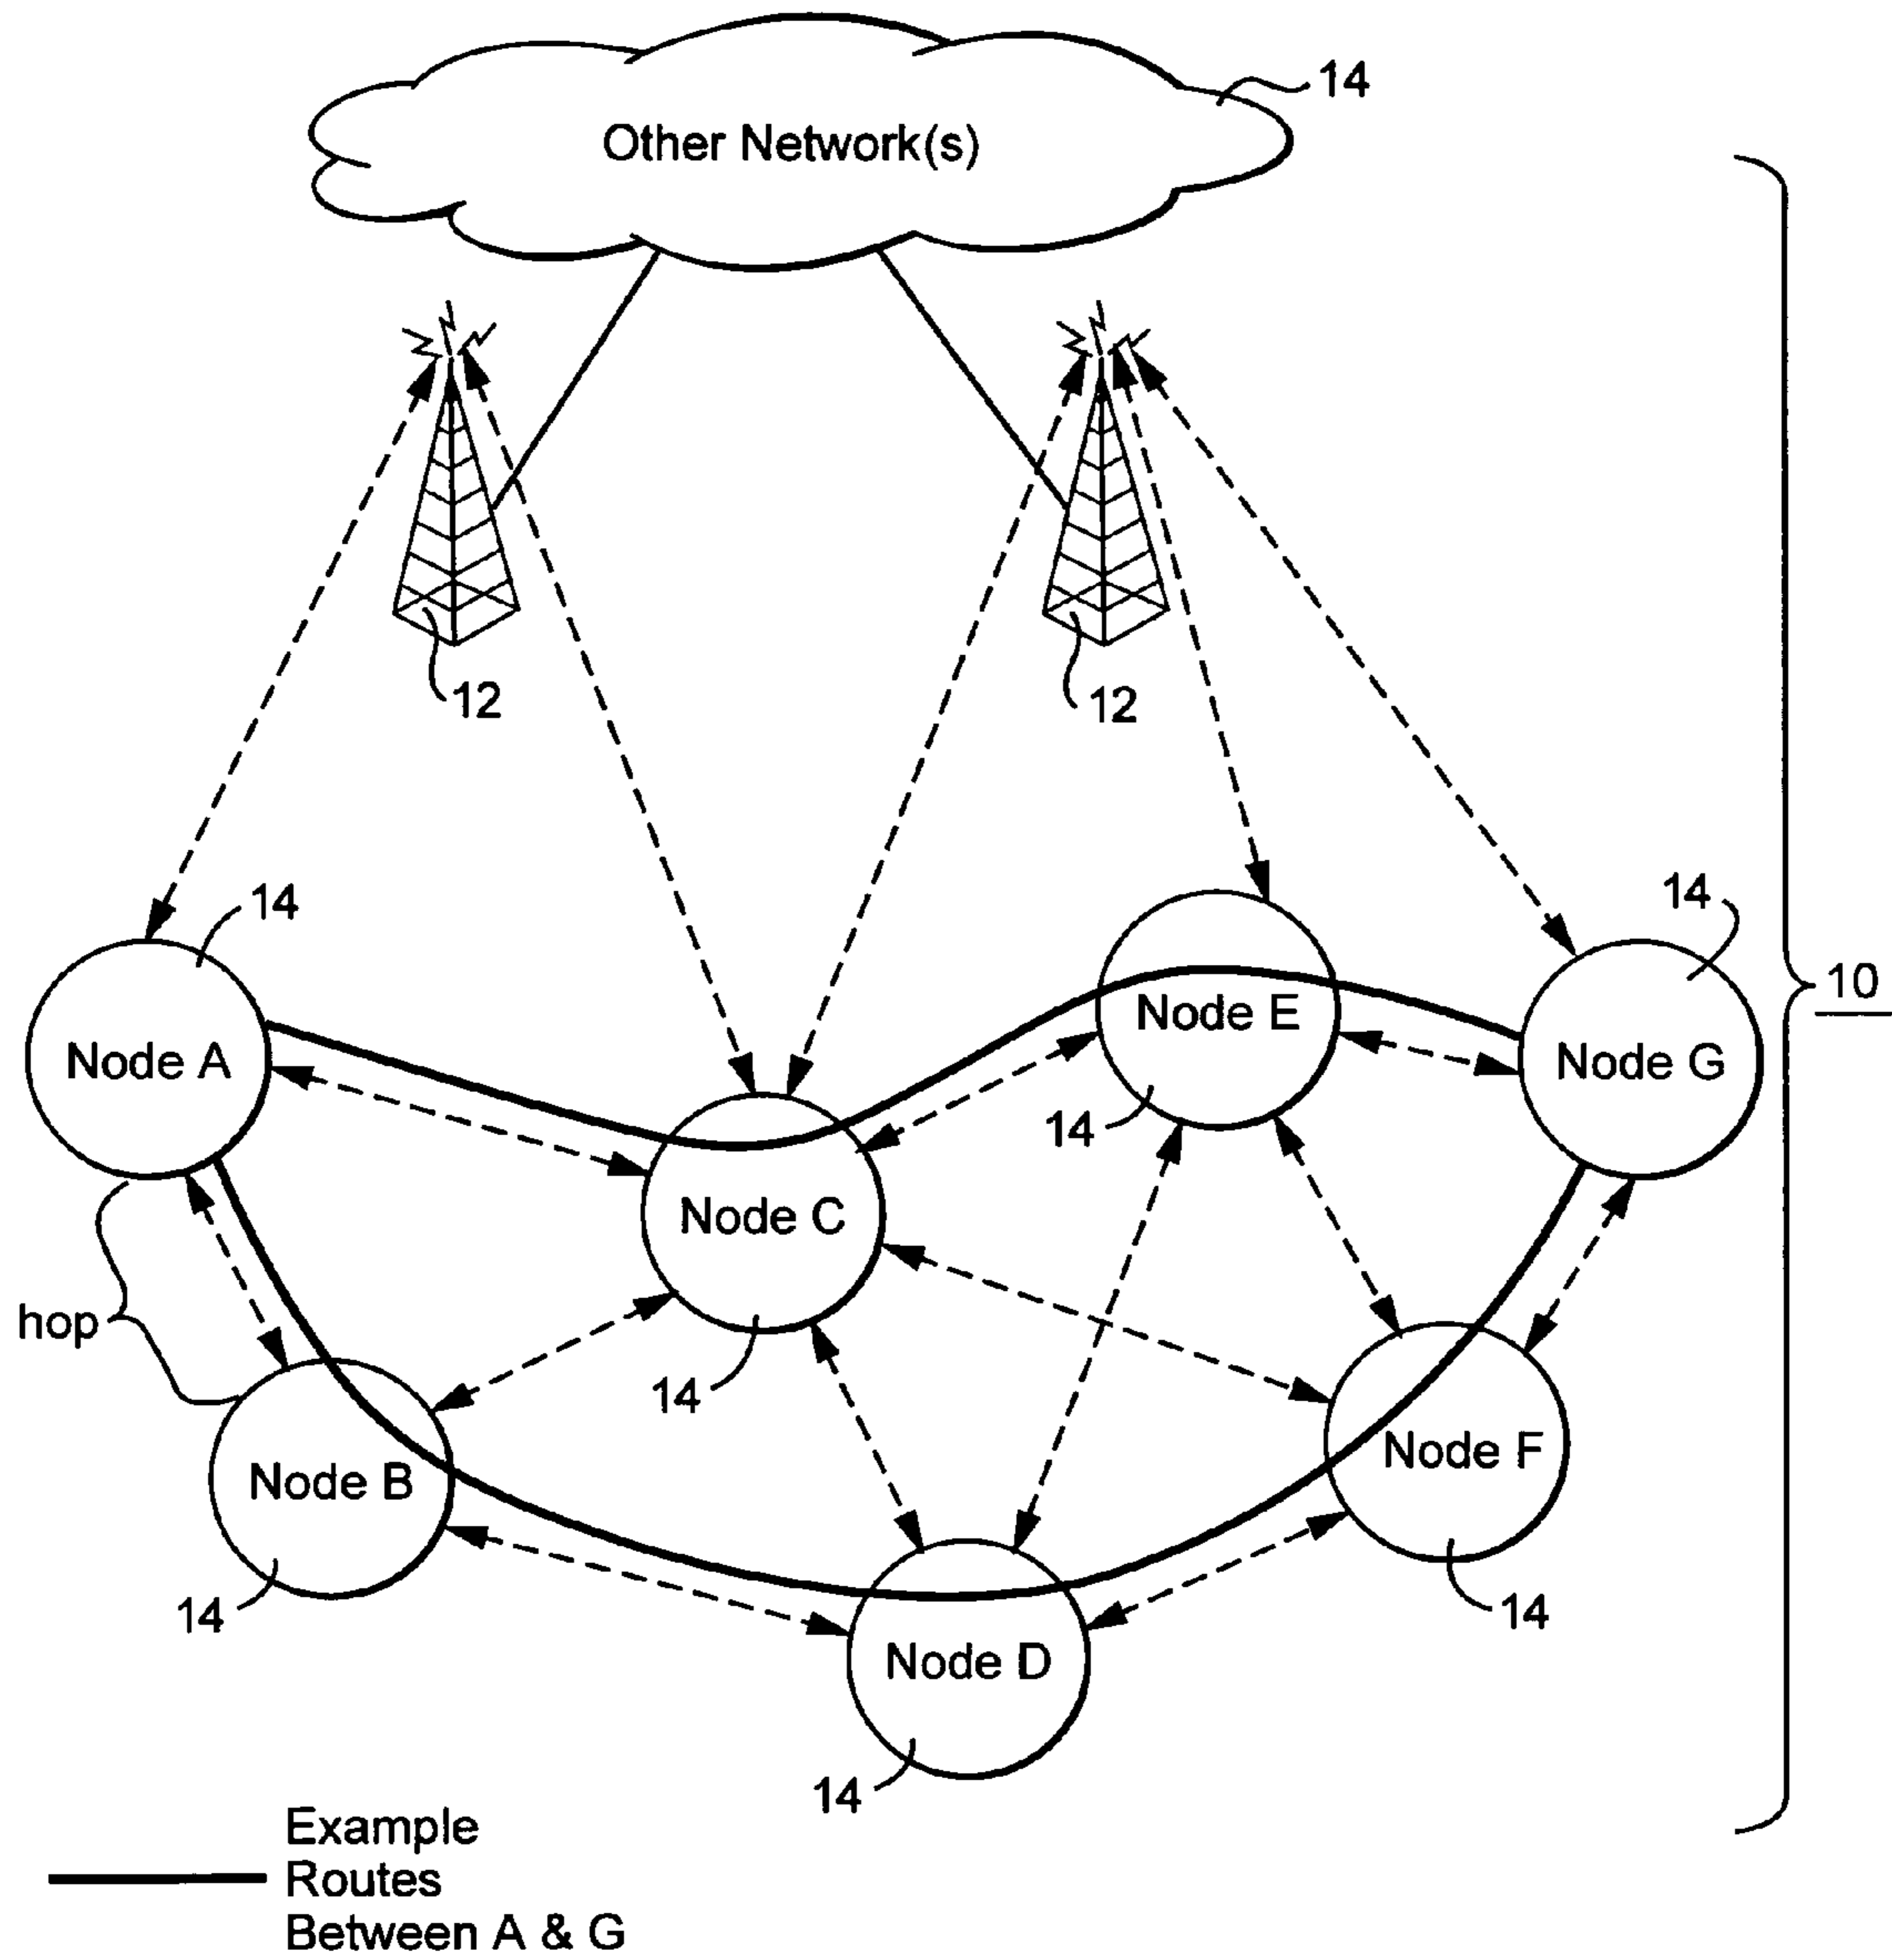 14
Other Network(s)
12
12
14
14
10
Node E
Node A
Node G
14
Node C
hop
14
Node F
Node B
14
14
Node D
14
Example
Routes
Between A & G